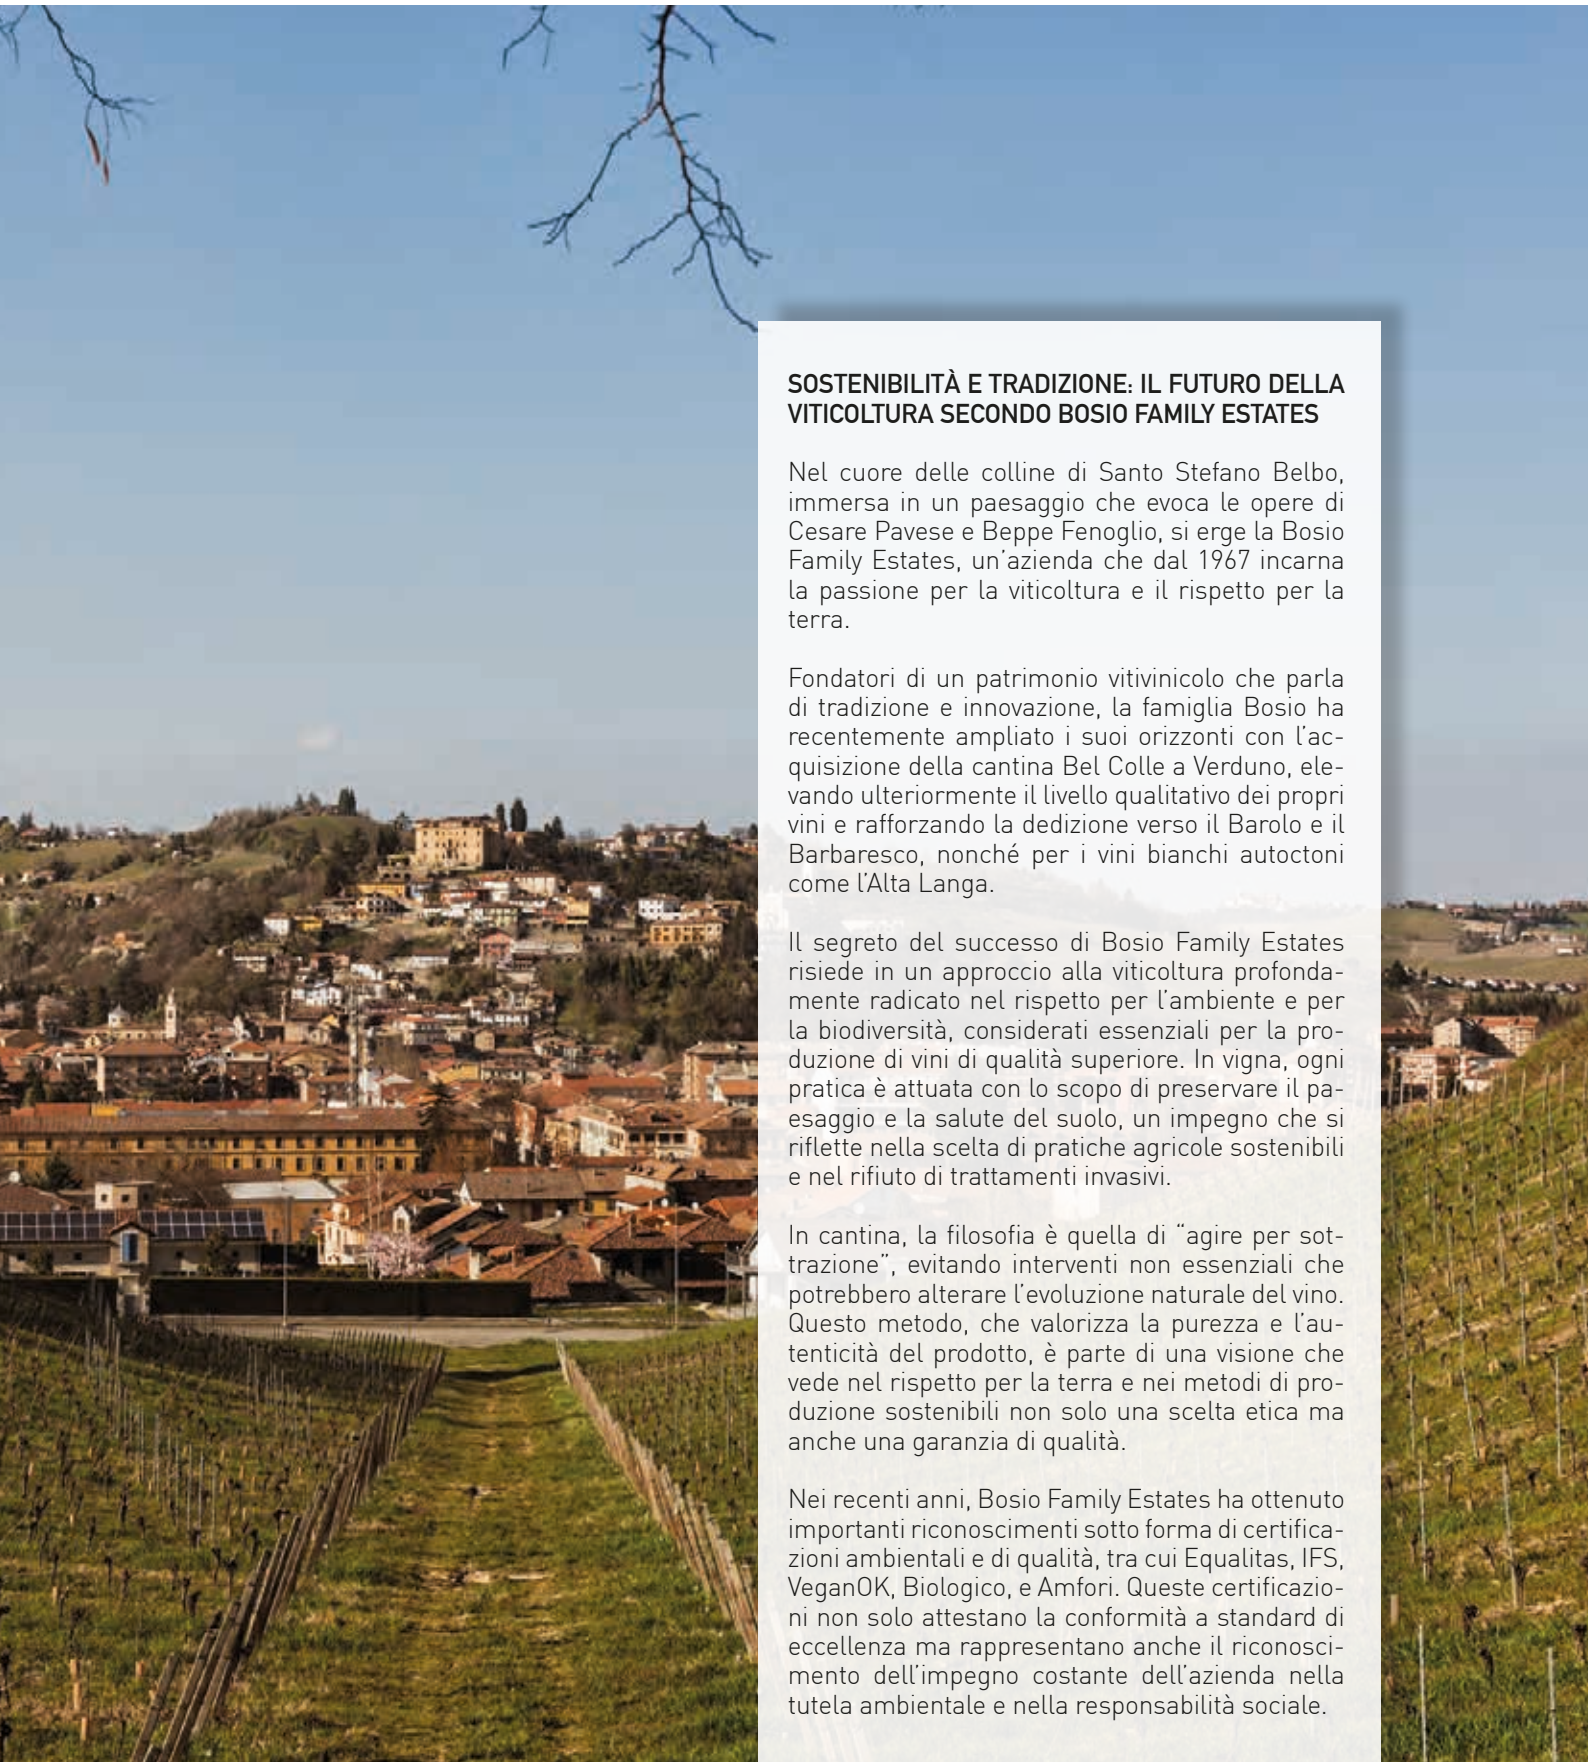 SOSTENIBILITÀ E TRADIZIONE: IL FUTURO DELLA
VITICOLTURA SECONDO BOSIO FAMILY ESTATES
Nel cuore delle colline di Santo Stefano Belbo,
immersa in un paesaggio che evoca le opere di
Cesare Pavese e Beppe Fenoglio, si erge la Bosio
Family Estates, un'azienda che dal 1967 incarna
la passione per la viticoltura e il rispetto per la
terra.
Fondatori di un patrimonio vitivinicolo che parla
di tradizione e innovazione, la famiglia Bosio ha
recentemente ampliato i suoi orizzonti con l'ac-
quisizione della cantina Bel Colle a Verduno, ele-
vando ulteriormente il livello qualitativo dei propri
vini e rafforzando la dedizione verso il Barolo e il
Barbaresco, nonché per i vini bianchi autoctoni
come l'Alta Langa.
Il segreto del successo di Bosio Family Estates
risiede in un approccio alla viticoltura profonda-
mente radicato nel rispetto per l'ambiente e per
la biodiversità, considerati essenziali per la pro-
duzione di vini di qualità superiore. In vigna, ogni
pratica è attuata con lo scopo di preservare il pa-
esaggio e la salute del suolo, un impegno che si
riflette nella scelta di pratiche agricole sostenibili
e nel rifiuto di trattamenti invasivi.
In cantina, la filosofia è quella di “agire per sot-
trazione”, evitando interventi non essenziali che
potrebbero alterare l'evoluzione naturale del vino.
Questo metodo, che valorizza la purezza e l'au-
tenticità del prodotto, è parte di una visione che
vede nel rispetto per la terra e nei metodi di pro-
duzione sostenibili non solo una scelta etica ma
anche una garanzia di qualità.
Nei recenti anni, Bosio Family Estates ha ottenuto
importanti riconoscimenti sotto forma di certifica-
zioni ambientali e di qualità, tra cui Equalitas, IFS,
VeganOK, Biologico, e Amfori. Queste certificazio-
ni non solo attestano la conformità a standard di
eccellenza ma rappresentano anche il riconosci-
mento dell'impegno costante dell'azienda nella
tutela ambientale e nella responsabilità sociale.